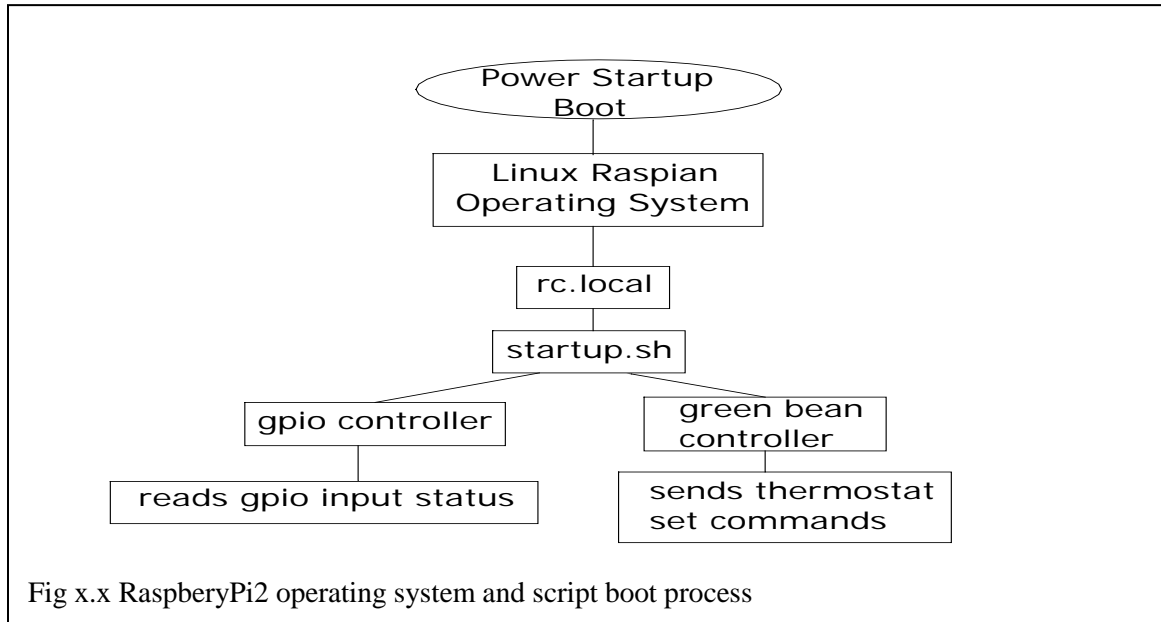 Power Startup
Boot
Linux Raspian
Operating System
rc.local
startup.sh
gpio controller
green bean
controller
reads gpio input status
sends thermostat
set commands
Fig x.x RaspberyPi2 operating system and script boot process